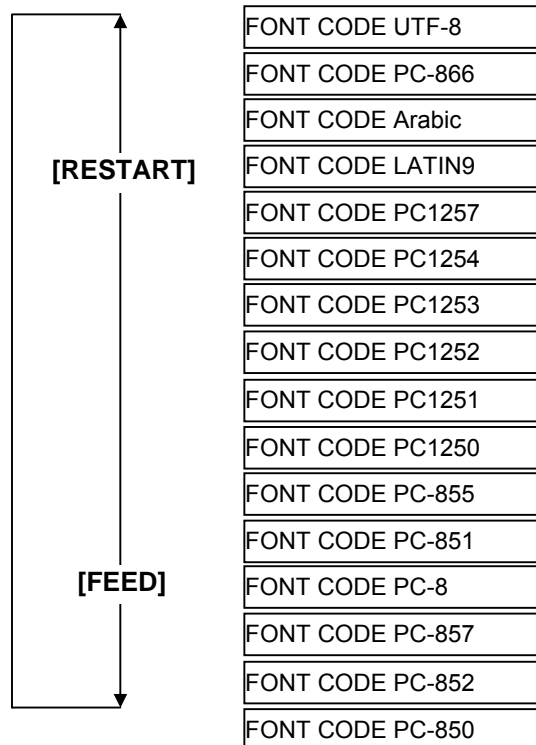 FONT CODE UTF-8
FONT CODE PC-866
FONT CODE Arabic
[RESTART]
FONT CODE LATIN9
FONT CODE PC1257
FONT CODE PC1254
FONT CODE PC1253
FONT CODE PC1252
FONT CODE PC1251
FONT CODE PC1250
FONT CODE PC-855
FONT CODE PC-851
[FEED]
FONT CODE PC-8
FONT CODE PC-857
FONT CODE PC-852
FONT CODE PC-850